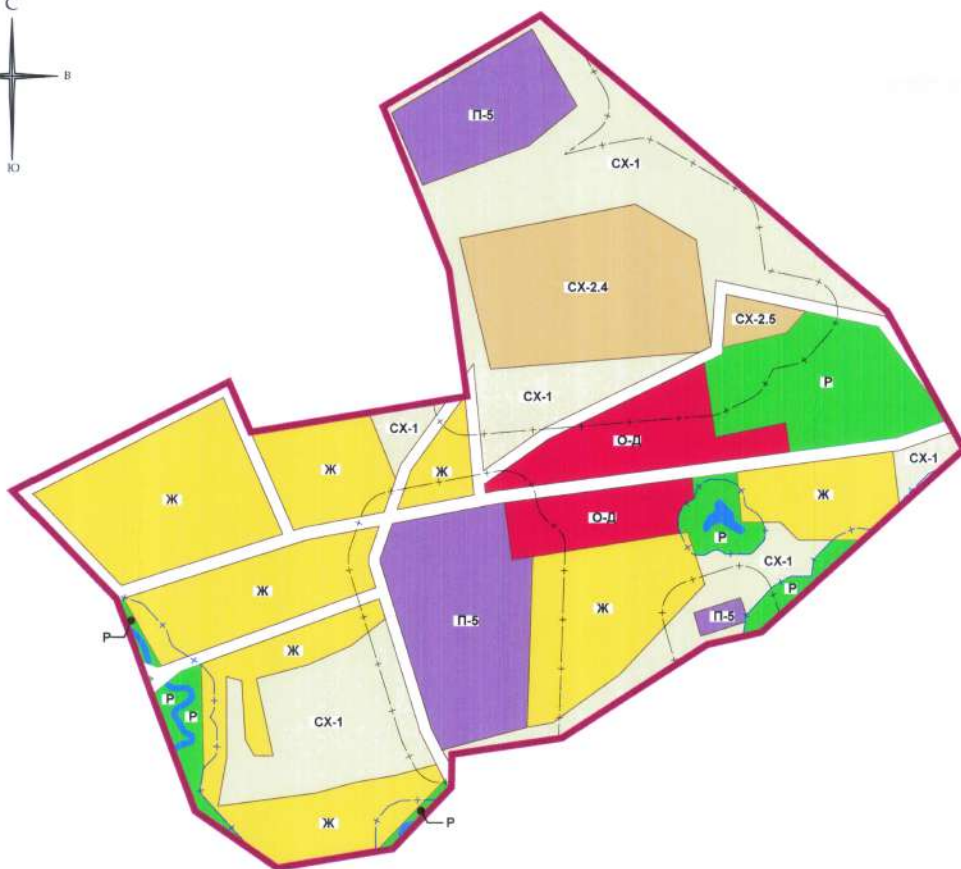 С
В
Ю
П-5
СХ-1
СХ-2.4
СХ-2.5
Р
СХ-1
О-Д
СХ-1
Ж
Ж
СХ-1
Ж
Ж
О-Д
Р
СХ-1
Р
Ж
Ж
П-5
П-5
Р
Ж
Р
Р
СХ-1
Ж
Р